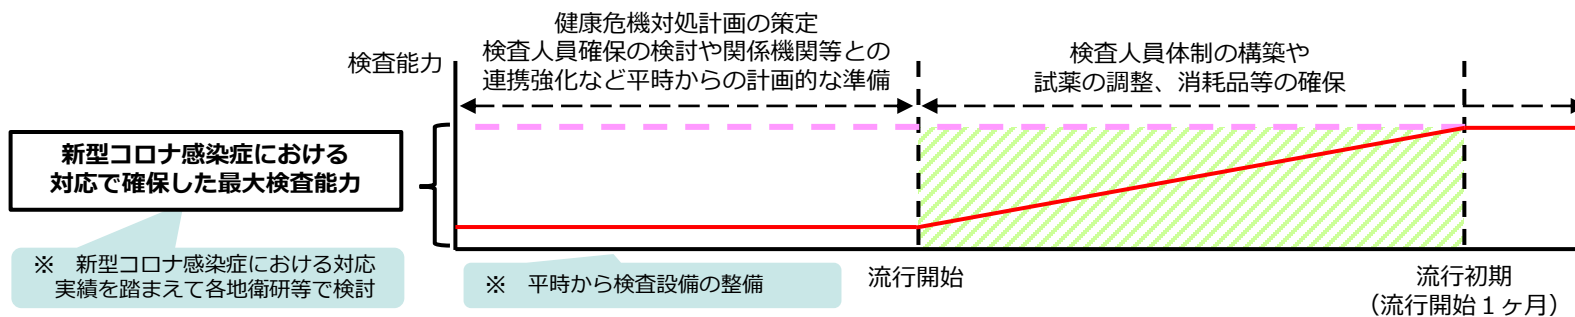 健康危機対処計画の策定
検査人員確保の検討や関係機関等との
連携強化など平時からの計画的な準備
検査人員体制の構築や
試薬の調整、消耗品等の確保
検査能力
新型コロナ感染症における
対応で確保した最大検査能力
※　新型コロナ感染症における対応
実績を踏まえて各地衛研等で検討
※　平時から検査設備の整備
流行開始
流行初期
（流行開始１ヶ月）